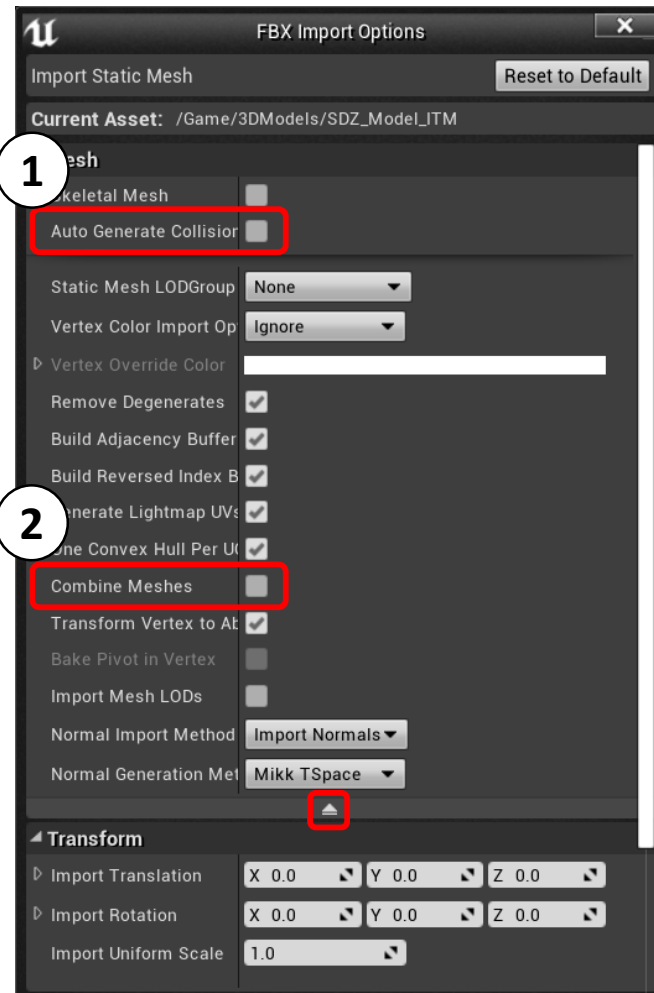 FBX Import Options
Import Static Mesh Reset to Default
Current Asset: /Game/3DModels/SDZ_Model_ITM
1 esh
keletal Mesh
Auto Generate Collision
Static Mesh LODGroup None
Vertex Color Import Op Ignore
Vertex Override Color
Remove Degenerates
Build Adjacency Buffer
Build Reversed Index B
2 enerate Lightmap UVs
One Convex Hull Per UC
Combine Meshes
Transform Vertex to Ab
Bake Pivot in Vertex
Import Mesh LODs
Normal Import Method Import Normals
Normal Generation Met Mikk TSpace
Transform
Import Translation X 0.0 Y 0.0 Z 0.0
Import Rotation X 0.0 Y 0.0 Z 0.0
Import Uniform Scale 1.0